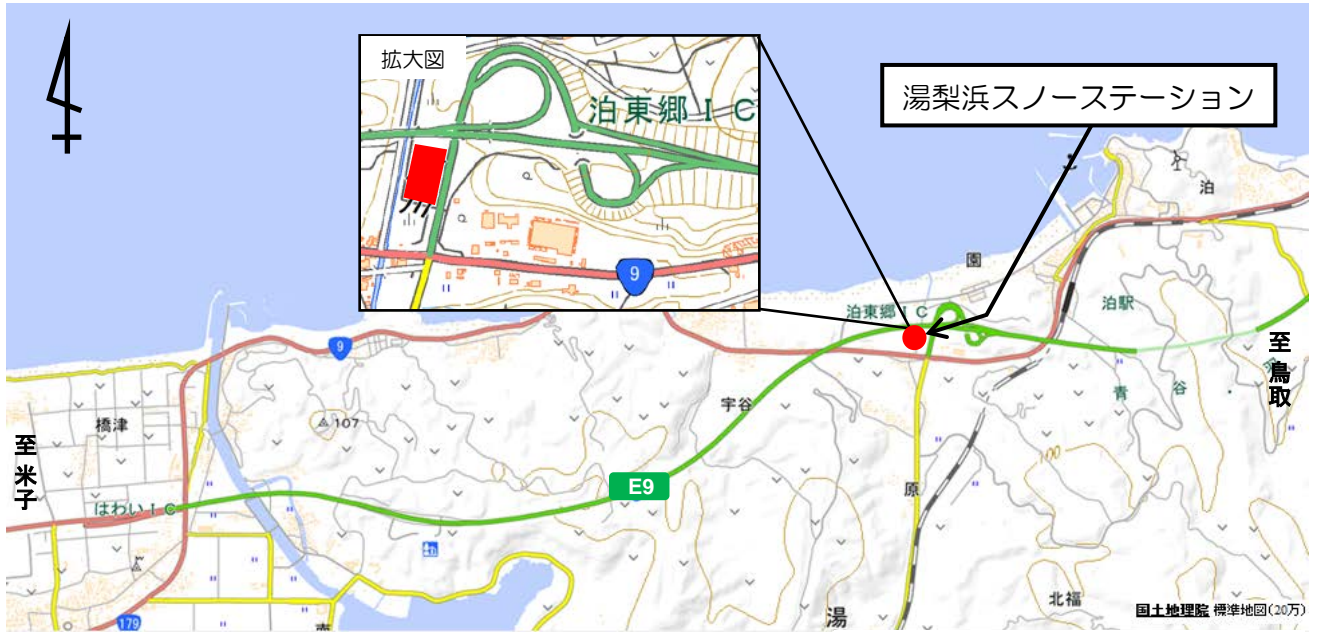 拡大図
泊東郷IC
9
湯梨浜スノーステーション
泊
園
泊東郷IC
泊駅
9
至鳥取
宇谷
青谷・
橋津
107
至米子
E9
100
はわいIC
原
北福
湯
179
国土地理院 標準地図(20万)